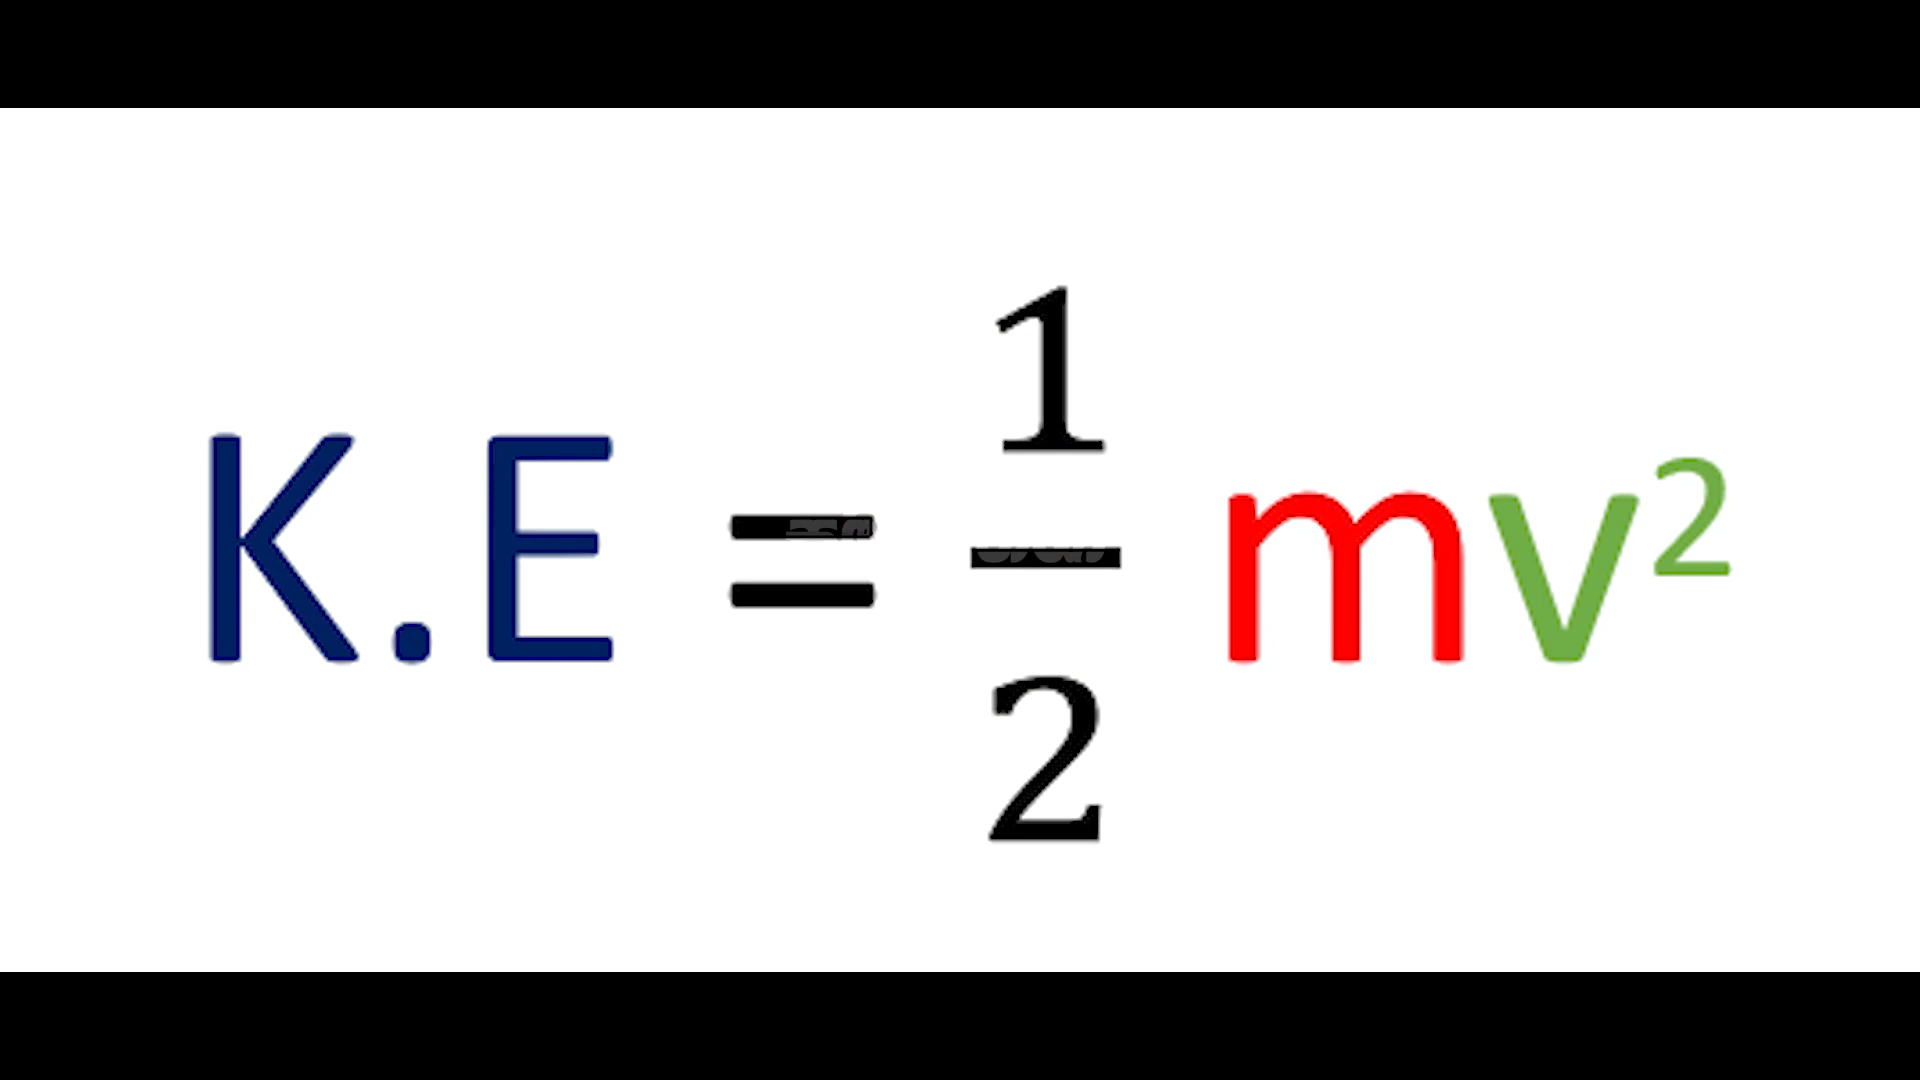 K.E = 1/2 mv²